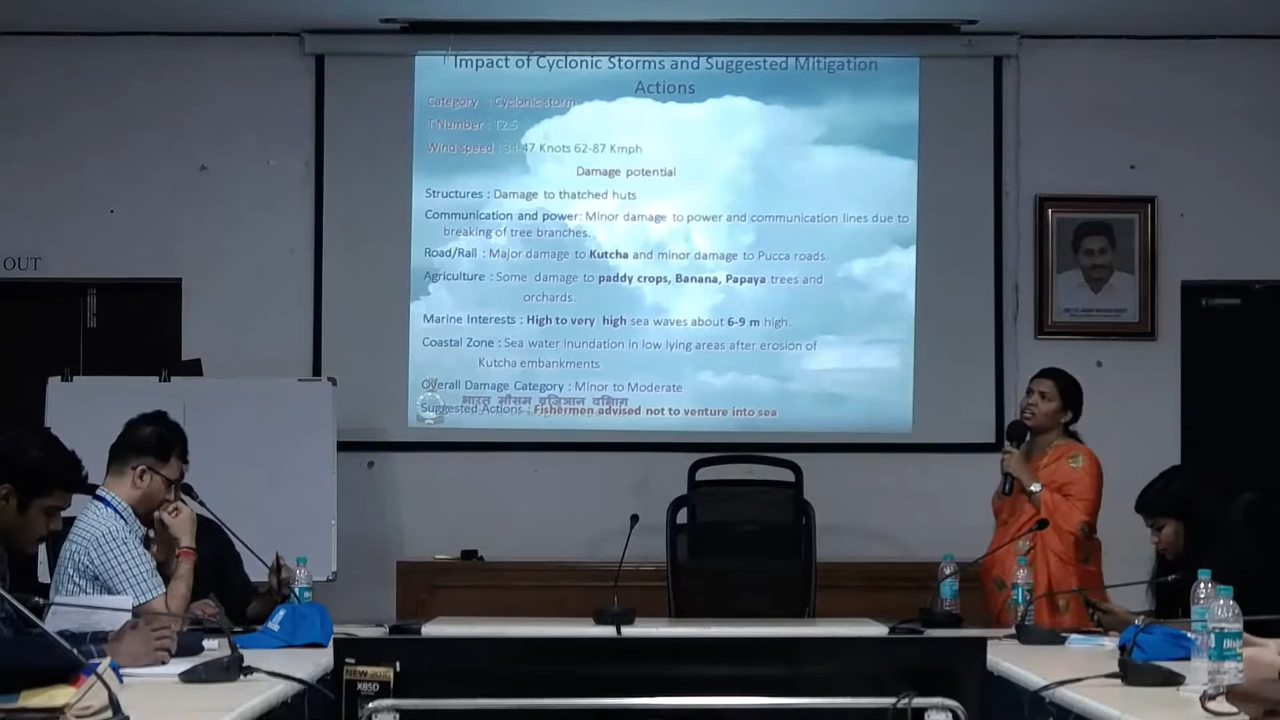 Impact of Cyclonic Storms and Suggested Mitigation
Actions
Category : Cyclonic storm
T Number : T2.5
Wind speed : 34-47 Knots 62-87 Kmph
Damage potential
Structures : Damage to thatched huts
Communication and power: Minor damage to power and communication lines due to
breaking of tree branches.
Road/Rail : Major damage to Kutcha and minor damage to Pucca roads.
Agriculture : Some damage to paddy crops, Banana, Papaya trees and
orchards.
Marine Interests : High to very high sea waves about 6-9 m high.
Coastal Zone : Sea water inundation in low lying areas after erosion of
Kutcha embankments
Overall Damage Category : Minor to Moderate
भारत मौसम
Suggested Actions : Fishermen advised not to venture into sea
OUT
NEW
X85D